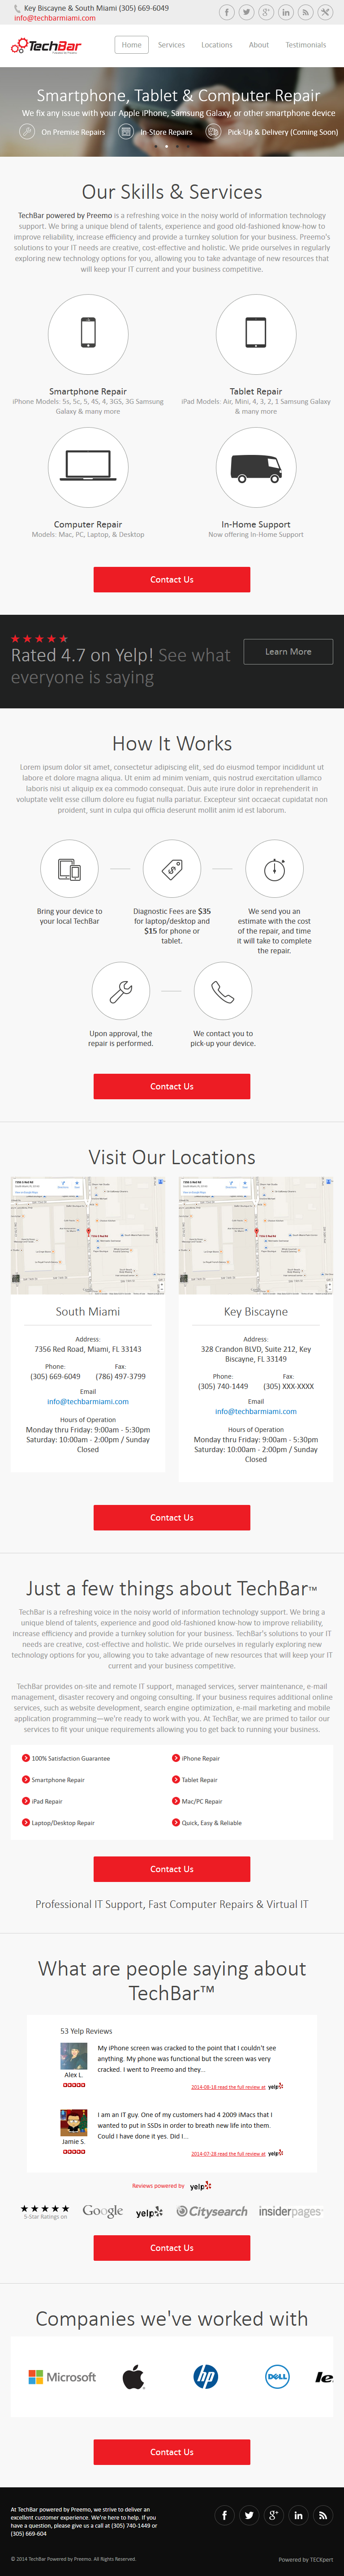 Key Biscayne & South Miami (305) 669-6049
info@techbarmiami.com
TechBar
Home
Services
Locations
About
Testimonials
Smartphone, Tablet & Computer Repair
We fix any issue with your Apple iPhone, Samsung Galaxy, or other smartphone device
On Premise Repairs
In-Store Repairs
Pick-Up & Delivery (Coming Soon)
Our Skills & Services
TechBar powered by Preemo is a refreshing voice in the noisy world of information technology
support. We bring a unique blend of talents, experience and good old-fashioned know-how to
improve reliability, increase efficiency and provide a turnkey solution for your business. Preemo's
solutions to your IT needs are creative, cost-effective and holistic. We pride ourselves in regularly
exploring new technology options for you, allowing you to take advantage of new resources that
will keep your IT current and your business competitive.
Smartphone Repair
iPhone Models: 5s, 5c, 5, 4S, 4, 3GS, 3G Samsung
Galaxy & many more
Tablet Repair
iPad Models: Air, Mini, 4, 3, 2, 1 Samsung Galaxy
& many more
Computer Repair
Models: Mac, PC, Laptop, & Desktop
In-Home Support
Now offering In-Home Support
Contact Us
Rated 4.7 on Yelp! See what
everyone is saying
Learn More
How It Works
Lorem ipsum dolor sit amet, consectetur adipiscing elit, sed do eiusmod tempor incididunt ut
labore et dolore magna aliqua. Ut enim ad minim veniam, quis nostrud exercitation ullamco
laboris nisi ut aliquip ex ea commodo consequat. Duis aute irure dolor in reprehenderit in
voluptate velit esse cillum dolore eu fugiat nulla pariatur. Excepteur sint occaecat cupidatat non
proident, sunt in culpa qui officia deserunt mollit anim id est laborum.
Bring your device to
your local TechBar
Diagnostic Fees are $35
for laptop/desktop and
$15 for phone or
tablet.
We send you an
estimate with the cost
of the repair, and time
it will take to complete
the repair.
Upon approval, the
repair is performed.
We contact you to
pick-up your device.
Contact Us
Visit Our Locations
South Miami
Address:
7356 Red Road, Miami, FL 33143
Phone:
Fax:
(305) 669-6049
(786) 497-3799
Email
info@techbarmiami.com
Hours of Operation
Monday thru Friday: 9:00am - 5:30pm
Saturday: 10:00am - 2:00pm / Sunday
Closed
Key Biscayne
Address:
328 Crandon BLVD, Suite 212, Key
Biscayne, FL 33149
Phone:
Fax:
(305) 740-1449
(305) XXX-XXXX
Email
info@techbarmiami.com
Hours of Operation
Monday thru Friday: 9:00am - 5:30pm
Saturday: 10:00am - 2:00pm / Sunday
Closed
Contact Us
Just a few things about TechBar™
TechBar is a refreshing voice in the noisy world of information technology support. We bring a
unique blend of talents, experience and good old-fashioned know-how to improve reliability,
increase efficiency and provide a turnkey solution for your business. TechBar's solutions to your IT
needs are creative, cost-effective and holistic. We pride ourselves in regularly exploring new
technology options for you, allowing you to take advantage of new resources that will keep your IT
current and your business competitive.
TechBar provides on-site and remote IT support, managed services, server maintenance, e-mail
management, disaster recovery and ongoing consulting. If your business requires additional online
services, such as website development, search engine optimization, e-mail marketing and mobile
application programming—we're ready to work with you. At TechBar, we are primed to tailor our
services to fit your unique requirements allowing you to get back to running your business.
100% Satisfaction Guarantee
iPhone Repair
Smartphone Repair
Tablet Repair
iPad Repair
Mac/PC Repair
Laptop/Desktop Repair
Quick, Easy & Reliable
Contact Us
Professional IT Support, Fast Computer Repairs & Virtual IT
What are people saying about
TechBar™
53 Yelp Reviews
Alex L.
My iPhone screen was cracked to the point that I couldn't see
anything. My phone was functional but the screen was very
cracked. I went to Preemo and they...
2014-08-18 read the full review at yelp
Jamie S.
I am an IT guy. One of my customers had 4 2009 iMacs that I
wanted to put in SSDs in order to breath new life into them.
Could I have done it yes. Did I...
2014-07-28 read the full review at yelp
Reviews powered by yelp
5-Star Ratings on
Google
yelp
Citysearch
insiderpages
Contact Us
Companies we've worked with
Microsoft
hp
DELL
le
Contact Us
At TechBar powered by Preemo, we strive to deliver an
excellent customer experience. We're here to help. If you
have a question, please give us a call at (305) 740-1449 or
(305) 669-604
© 2014 TechBar Powered by Preemo. All Rights Reserved.
Powered by TECXpert